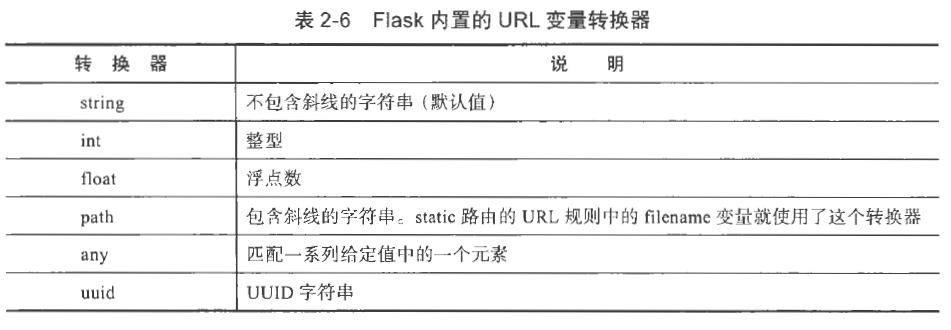 表 2-6 Flask 内置的 URL 变量转换器
转 换 器 说 明
string 不包含斜线的字符串（默认值）
int 整型
float 浮点数
path 包含斜线的字符串。static 路由的 URL 规则中的 filename 变量就使用了这个转换器
any 匹配一系列给定值中的一个元素
uuid UUID 字符串